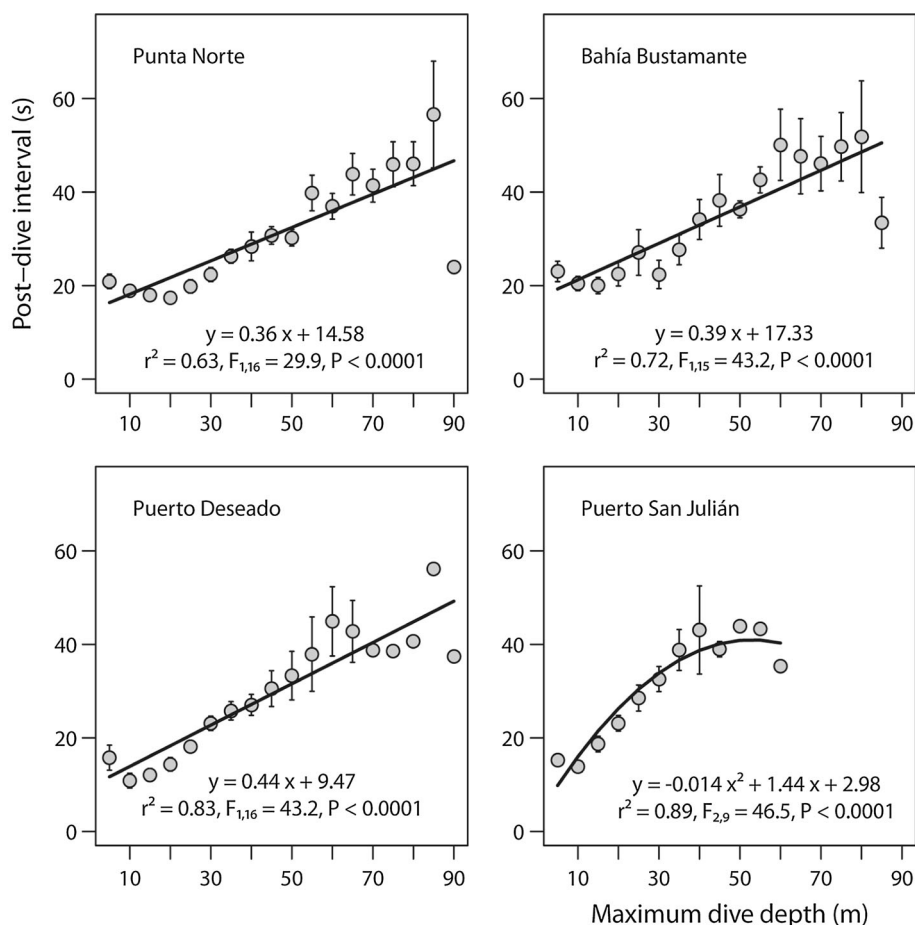 Post–dive interval (s)
Punta Norte
60
40
20
0
y = 0.36 x + 14.58
r² = 0.63, F₁,₁₆ = 29.9, P < 0.0001
10 30 50 70 90
Bahía Bustamante
60
40
20
0
y = 0.39 x + 17.33
r² = 0.72, F₁,₁₅ = 43.2, P < 0.0001
10 30 50 70 90
Puerto Deseado
60
40
20
0
y = 0.44 x + 9.47
r² = 0.83, F₁,₁₆ = 43.2, P < 0.0001
10 30 50 70 90
Puerto San Julián
60
40
20
0
y = -0.014 x² + 1.44 x + 2.98
r² = 0.89, F₂,₉ = 46.5, P < 0.0001
10 30 50 70 90
Maximum dive depth (m)